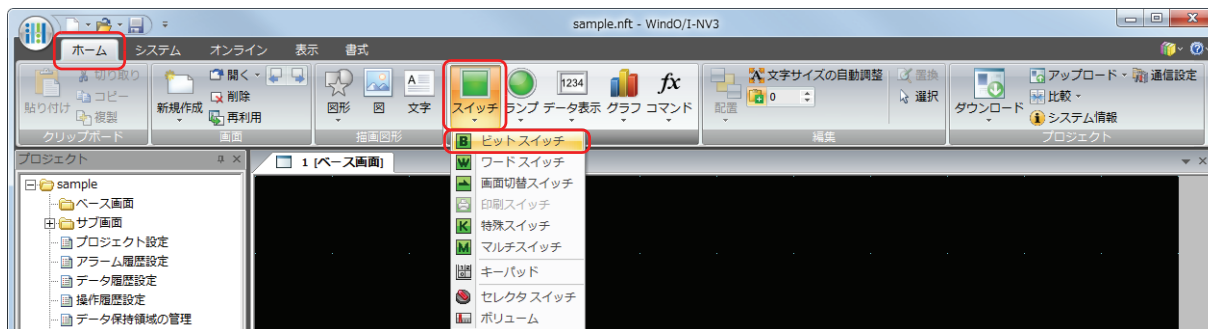 sample.nft - WindO/I-NV3
ホーム システム オンライン 表示 書式
貼り付け 切り取り コピー 複製
新規作成 開く 削除 再利用
図形 図 文字
スイッチ ランプ データ表示 グラフ コマンド
1234
fx
配置 文字サイズの自動調整 0 置換 選択
ダウンロード アップロード 比較 システム情報 通信設定
クリップボード 画面 描画図形 編集 プロジェクト
プロジェクト
1 [ベース画面]
sample
ベース画面
サブ画面
プロジェクト設定
アラーム履歴設定
データ履歴設定
操作履歴設定
データ保持領域の管理
B ビット スイッチ
W ワード スイッチ
画面切替スイッチ
印刷スイッチ
K 特殊スイッチ
M マルチスイッチ
キーパッド
セレクタ スイッチ
ボリューム